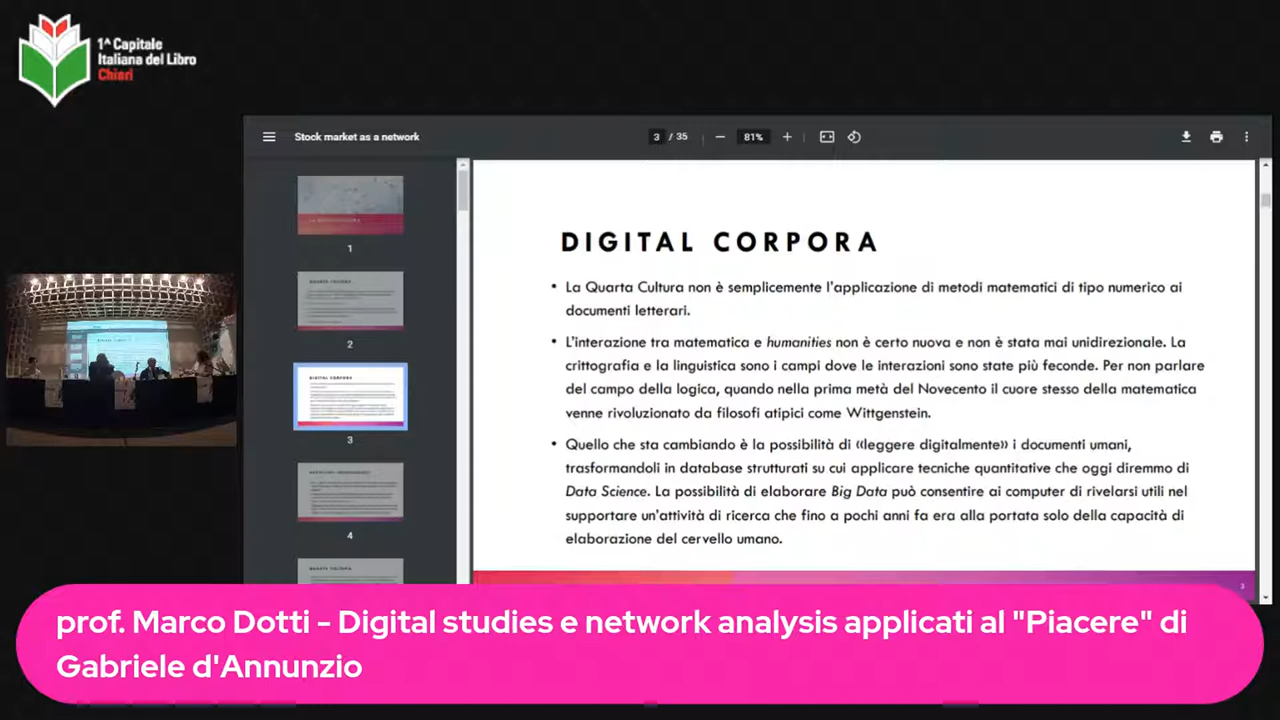 1^ Capitale
Italiana del Libro
Chiari
Stock market as a network
3 / 35
81%
1
2
3
4
DIGITAL CORPORA
DIGITAL CORPORA
• La Quarta Cultura non è semplicemente l'applicazione di metodi matematici di tipo numerico ai
documenti letterari.
• L'interazione tra matematica e humanities non è certo nuova e non è stata mai unidirezionale. La
crittografia e la linguistica sono i campi dove le interazioni sono state più feconde. Per non parlare
del campo della logica, quando nella prima metà del Novecento il cuore stesso della matematica
venne rivoluzionato da filosofi atipici come Wittgenstein.
• Quello che sta cambiando è la possibilità di «leggere digitalmente» i documenti umani,
trasformandoli in database strutturati su cui applicare tecniche quantitative che oggi diremmo di
Data Science. La possibilità di elaborare Big Data può consentire ai computer di rivelarsi utili nel
supportare un'attività di ricerca che fino a pochi anni fa era alla portata solo della capacità di
elaborazione del cervello umano.
3
prof. Marco Dotti - Digital studies e network analysis applicati al "Piacere" di
Gabriele d'Annunzio